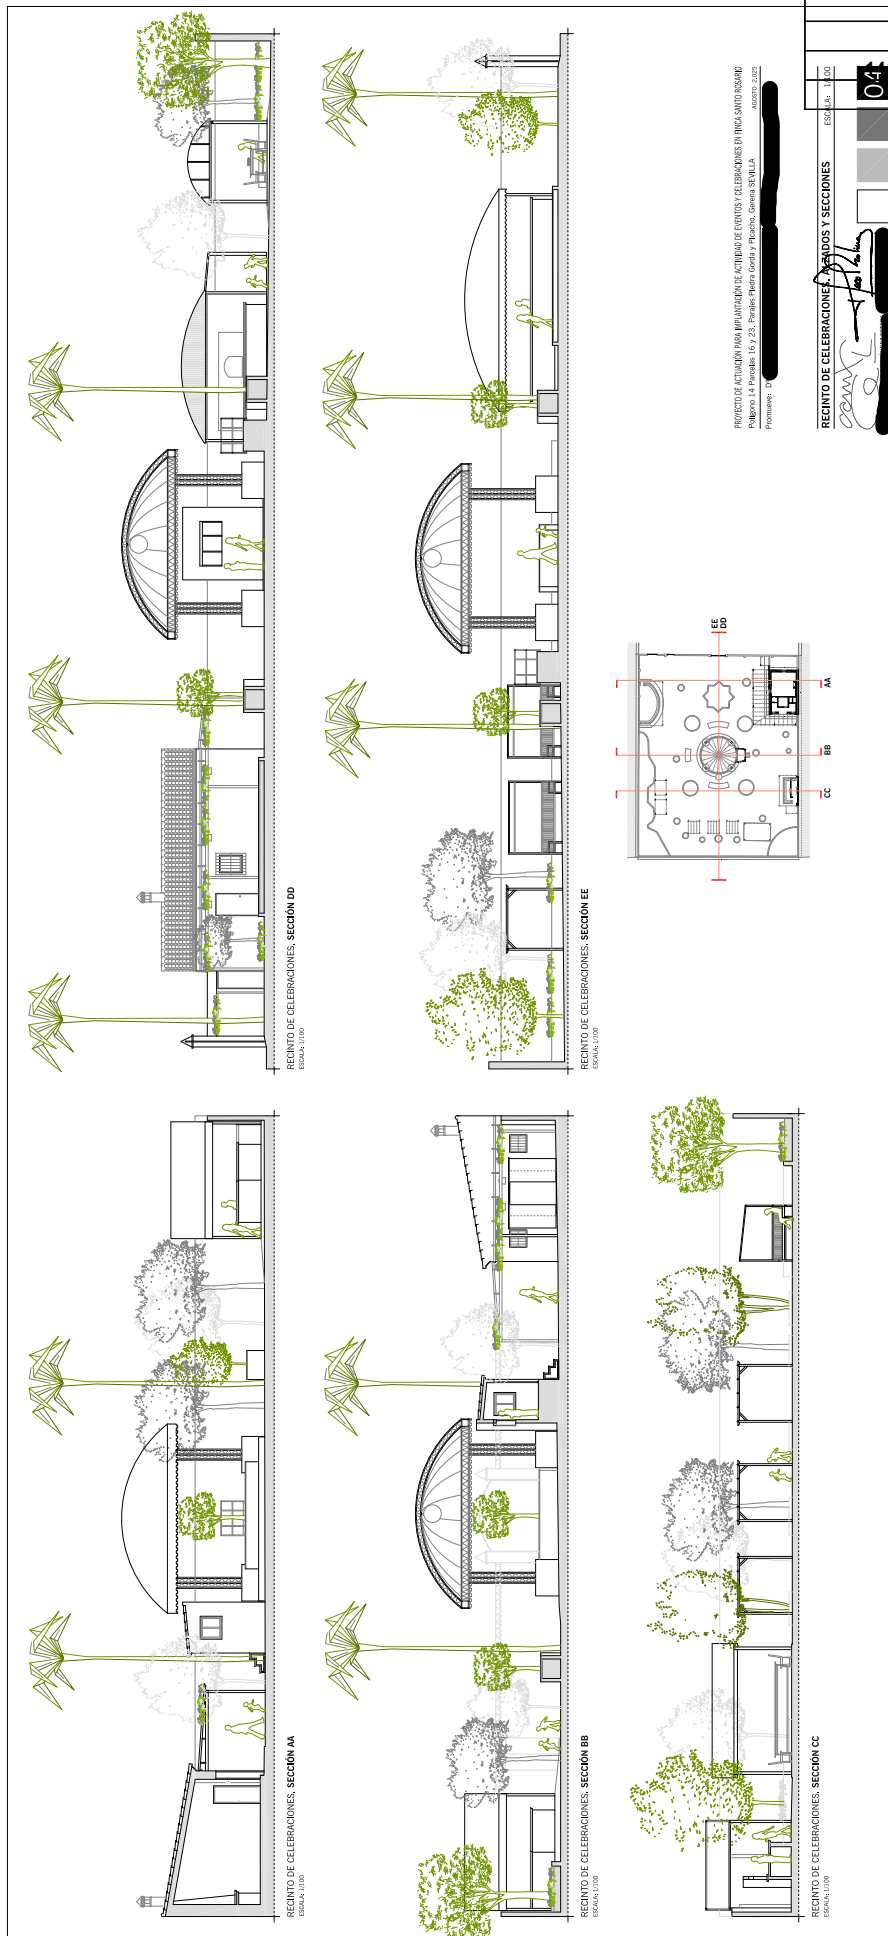 PROYECTO DE ACTUACIÓN PARA IMPLANTACIÓN DE ACTIVIDAD DE EVENTOS Y CELEBRACIONES EN FINCA SANTO ROSARIO
Polígono 14 Parcelas 16 y 23. Parajes Piedra Gorda y Picacho. Gerena SEVILLA
AGOSTO 2.025
Promueve: D
RECINTO DE CELEBRACIONES. ALZADOS Y SECCIONES
ESCALA: 1/100
04
RECINTO DE CELEBRACIONES. SECCIÓN DD
ESCALA: 1/100
RECINTO DE CELEBRACIONES. SECCIÓN EE
ESCALA: 1/100
EE
DD
AA
BB
CC
RECINTO DE CELEBRACIONES. SECCIÓN AA
ESCALA: 1/100
RECINTO DE CELEBRACIONES. SECCIÓN BB
ESCALA: 1/100
RECINTO DE CELEBRACIONES. SECCIÓN CC
ESCALA: 1/100